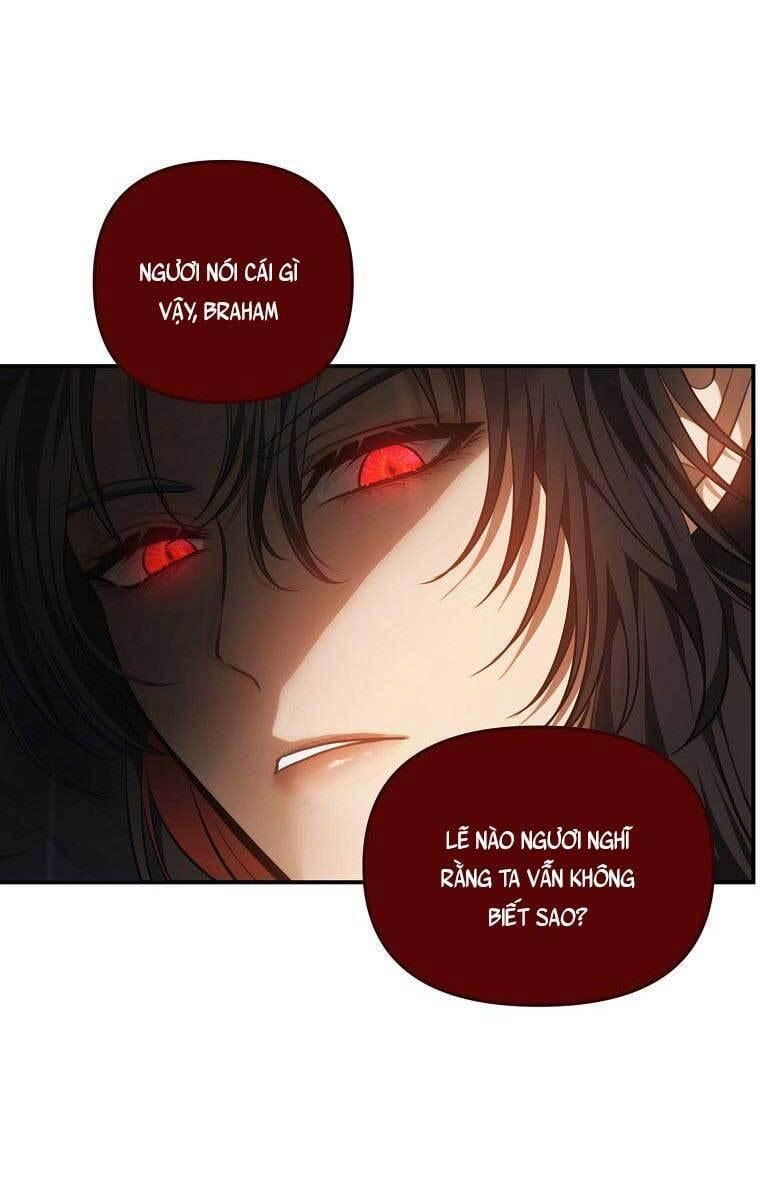 NGƯƠI NÓI CÁI GÌ
VẬY, BRAHAM
LẼ NÀO NGƯƠI NGHĨ
RẰNG TA VẪN KHÔNG
BIẾT SAO?